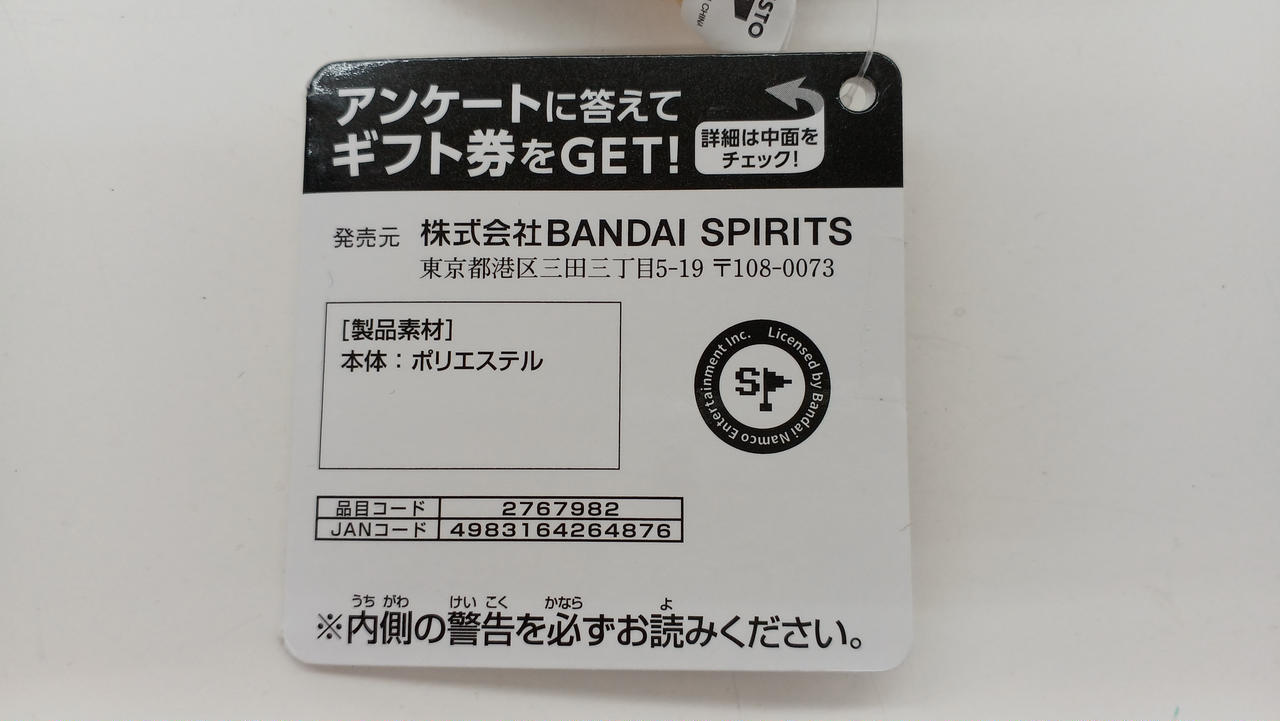 STO
CHINA
アンケートに答えて
ギフト券をGET!
詳細は中面を
チェック!
発売元 株式会社BANDAI SPIRITS
東京都港区三田三丁目5-19 〒108-0073
[製品素材]
本体:ポリエステル
Licensed by Bandai Namco Entertainment Inc.
S
品目コード 2767982
JANコード 4983164264876
うち がわ けい こく かなら よ
※内側の警告を必ずお読みください。